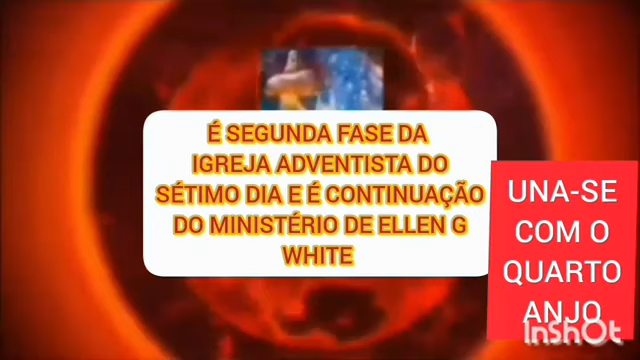 É SEGUNDA FASE DA
IGREJA ADVENTISTA DO
SÉTIMO DIA E É CONTINUAÇÃO
DO MINISTÉRIO DE ELLEN G
WHITE
UNA-SE
COM O
QUARTO
ANJO
InshOt